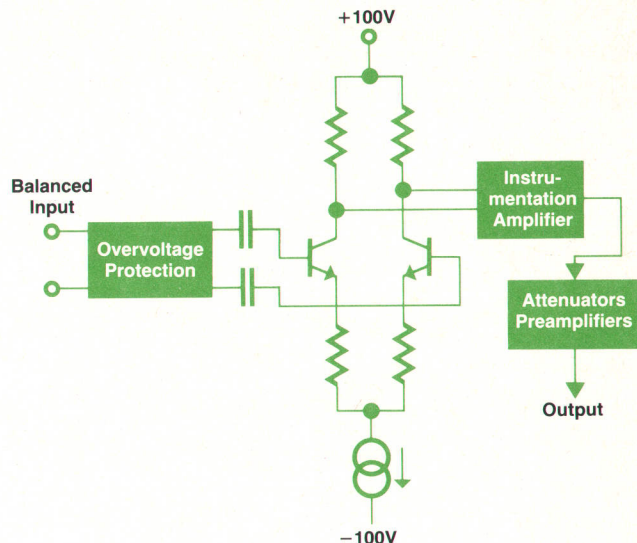 +100V
Balanced
Input
Overvoltage
Protection
Instru-
mentation
Amplifier
Attenuators
Preamplifiers
Output
−100V